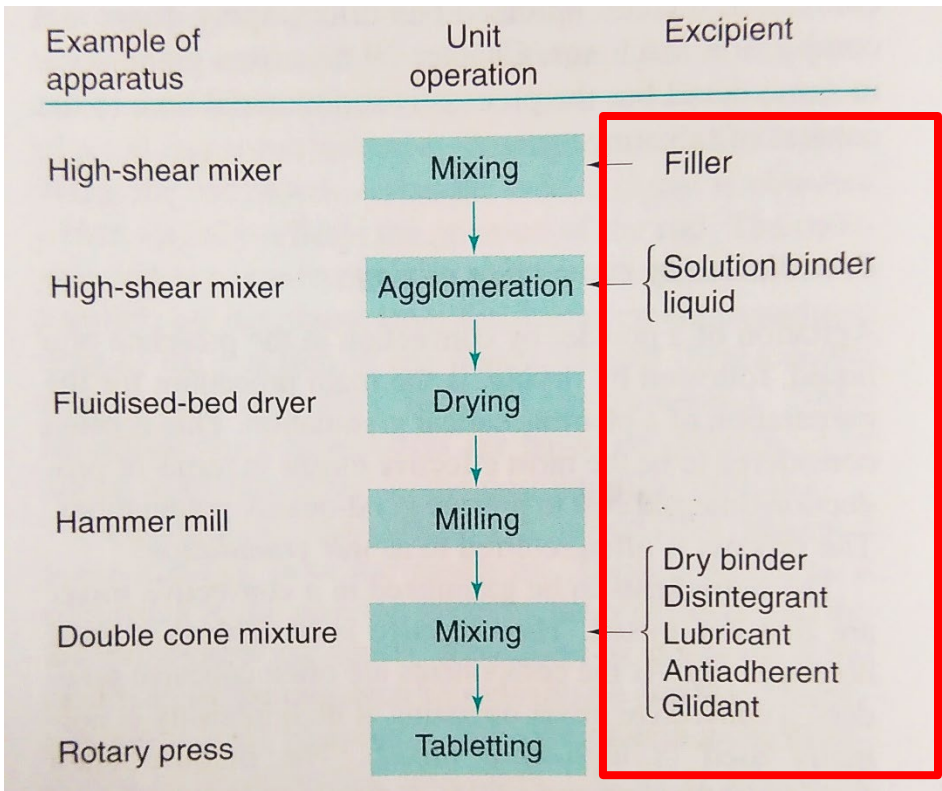 Example of apparatus
Unit operation
Excipient
High-shear mixer
Mixing
Filler
High-shear mixer
Agglomeration
Solution binder
liquid
Fluidised-bed dryer
Drying
Hammer mill
Milling
Double cone mixture
Mixing
Dry binder
Disintegrant
Lubricant
Antiadherent
Glidant
Rotary press
Tabletting